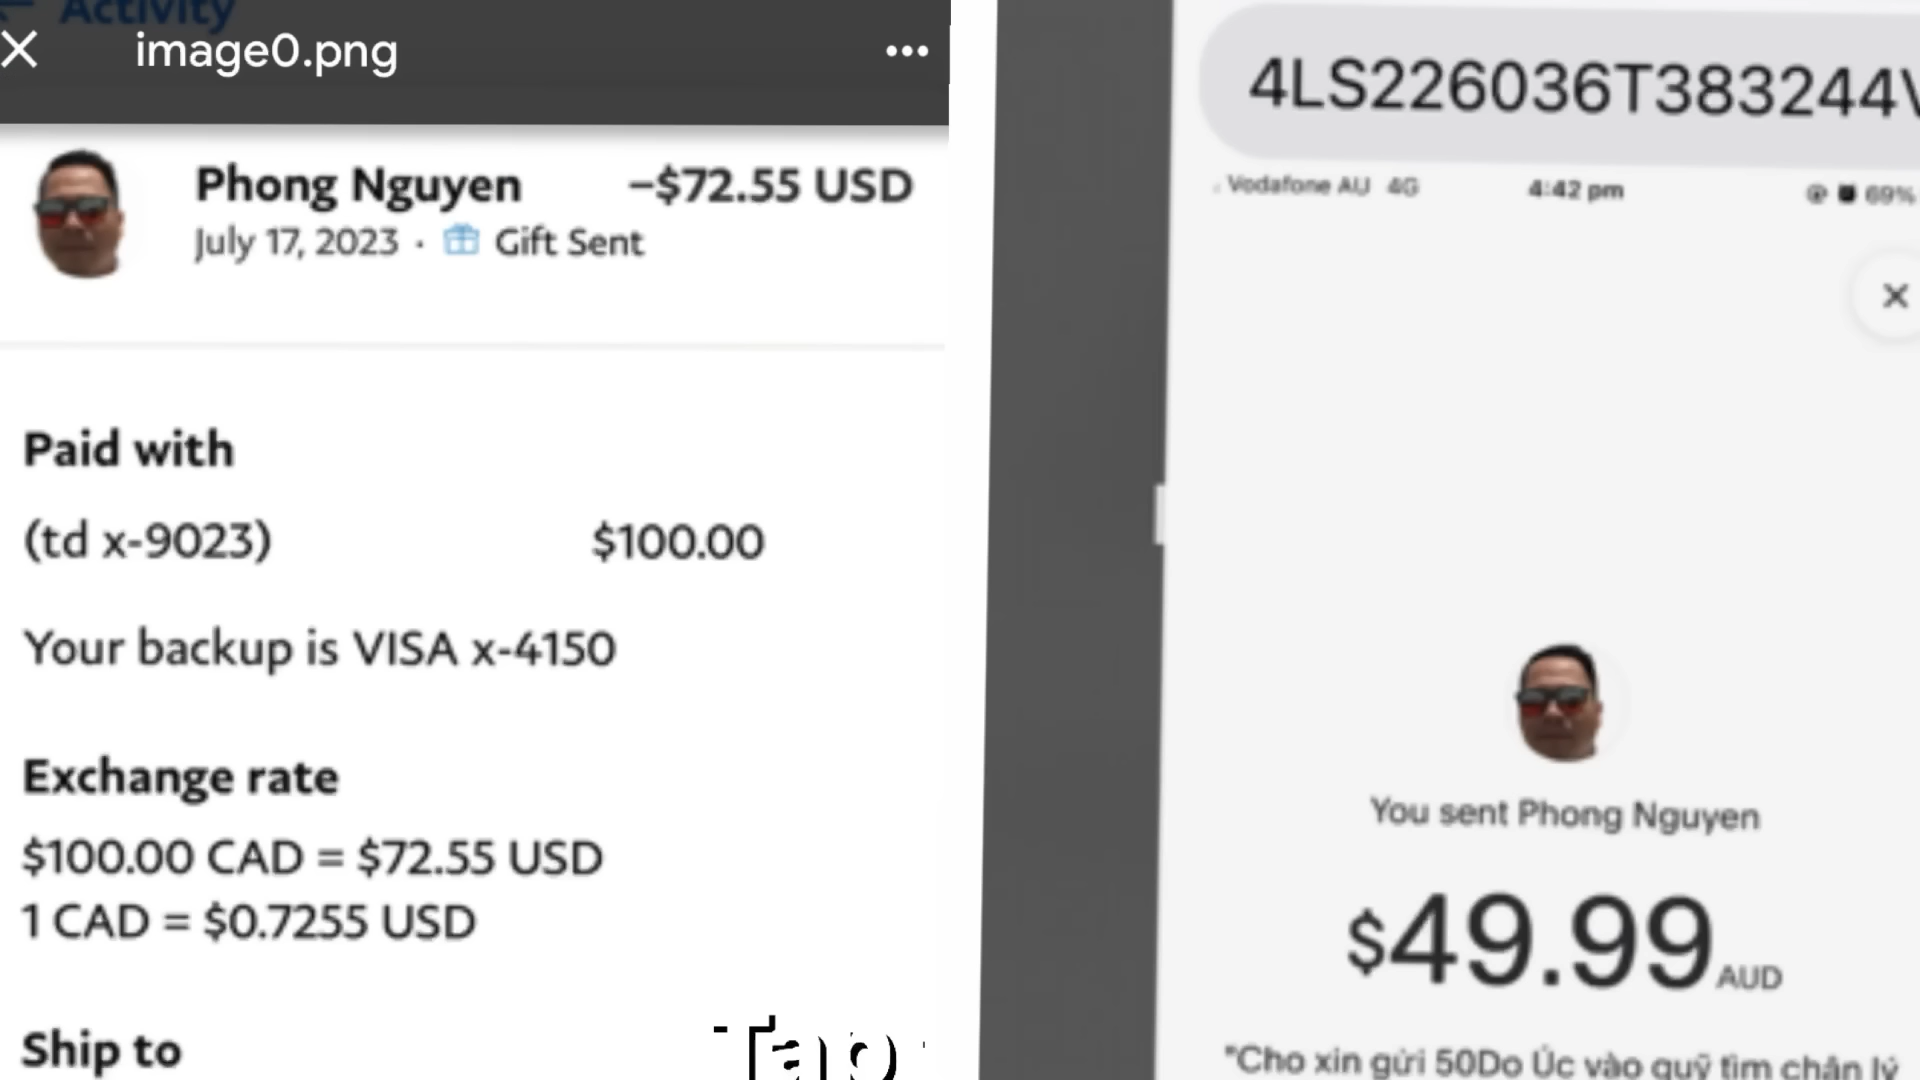 Activity
image0.png
Phong Nguyen
−$72.55 USD
July 17, 2023 · Gift Sent
Paid with
(td x-9023)
$100.00
Your backup is VISA x-4150
Exchange rate
$100.00 CAD = $72.55 USD
1 CAD = $0.7255 USD
Ship to
Tap
4LS226036T383244V
Vodafone AU 4G
4:42 pm
69%
You sent Phong Nguyen
$49.99 AUD
"Cho xin gửi 50Do Úc vào quỹ tìm chân lý